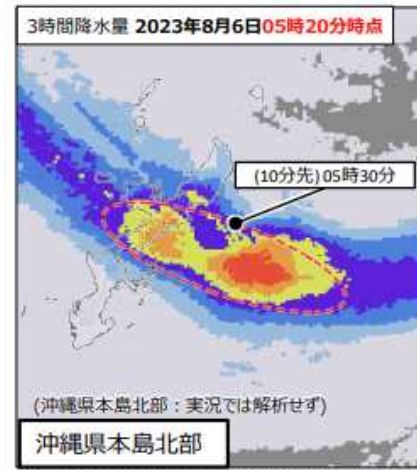 3時間降水量 2023年8月6日05時20分時点
(10分先) 05時30分
(沖縄県本島北部：実況では解析せず)
沖縄県本島北部